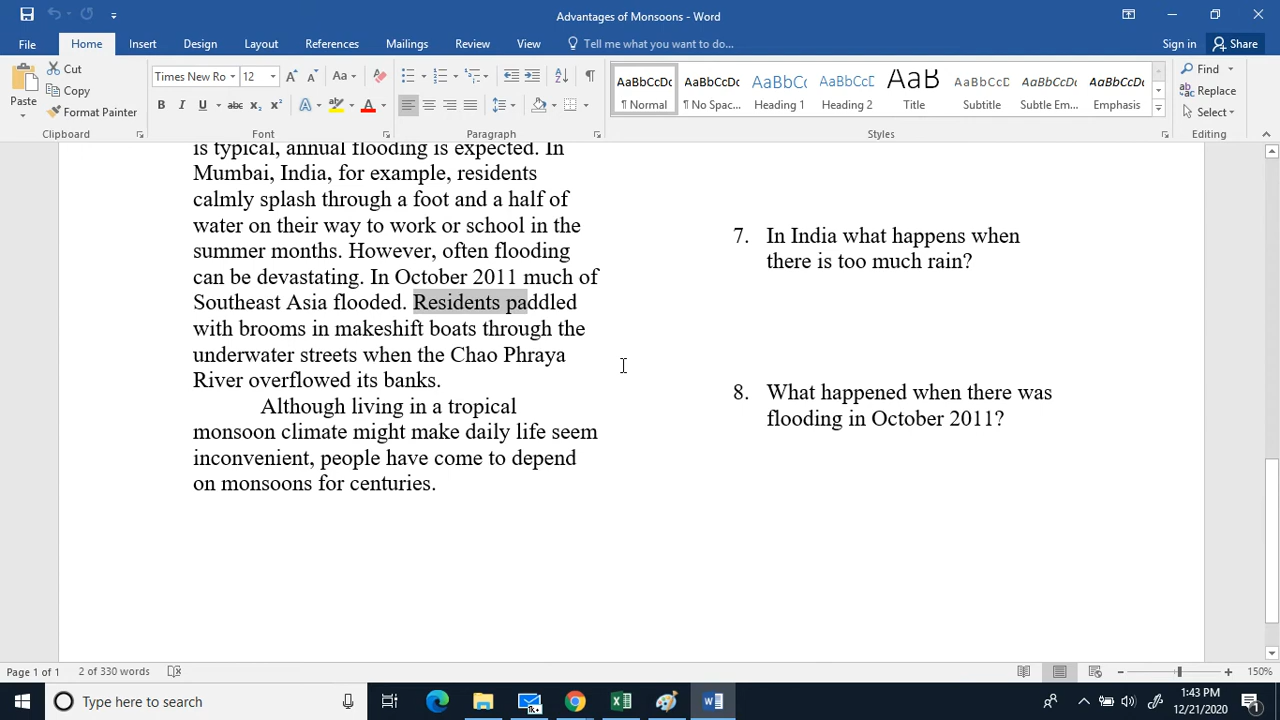 Advantages of Monsoons - Word
File Home Insert Design Layout References Mailings Review View Tell me what you want to do... Sign in Share
Paste
Cut
Copy
Format Painter
Clipboard
Times New Ro 12 Aa
B I U abc x₂ x² A A
Font
Paragraph
AaBbCcDc AaBbCcDc AaBbCc AaBbCcD AaB AaBbCcD AaBbCcDc AaBbCcDc
¶ Normal ¶ No Spac... Heading 1 Heading 2 Title Subtitle Subtle Em... Emphasis
Styles
Find
Replace
Select
Editing
is typical, annual flooding is expected. In
Mumbai, India, for example, residents
calmly splash through a foot and a half of
water on their way to work or school in the
summer months. However, often flooding
can be devastating. In October 2011 much of
Southeast Asia flooded. Residents paddled
with brooms in makeshift boats through the
underwater streets when the Chao Phraya
River overflowed its banks.
Although living in a tropical
monsoon climate might make daily life seem
inconvenient, people have come to depend
on monsoons for centuries.
7. In India what happens when
there is too much rain?
8. What happened when there was
flooding in October 2011?
Page 1 of 1 2 of 330 words 150%
Type here to search
1:43 PM
12/21/2020